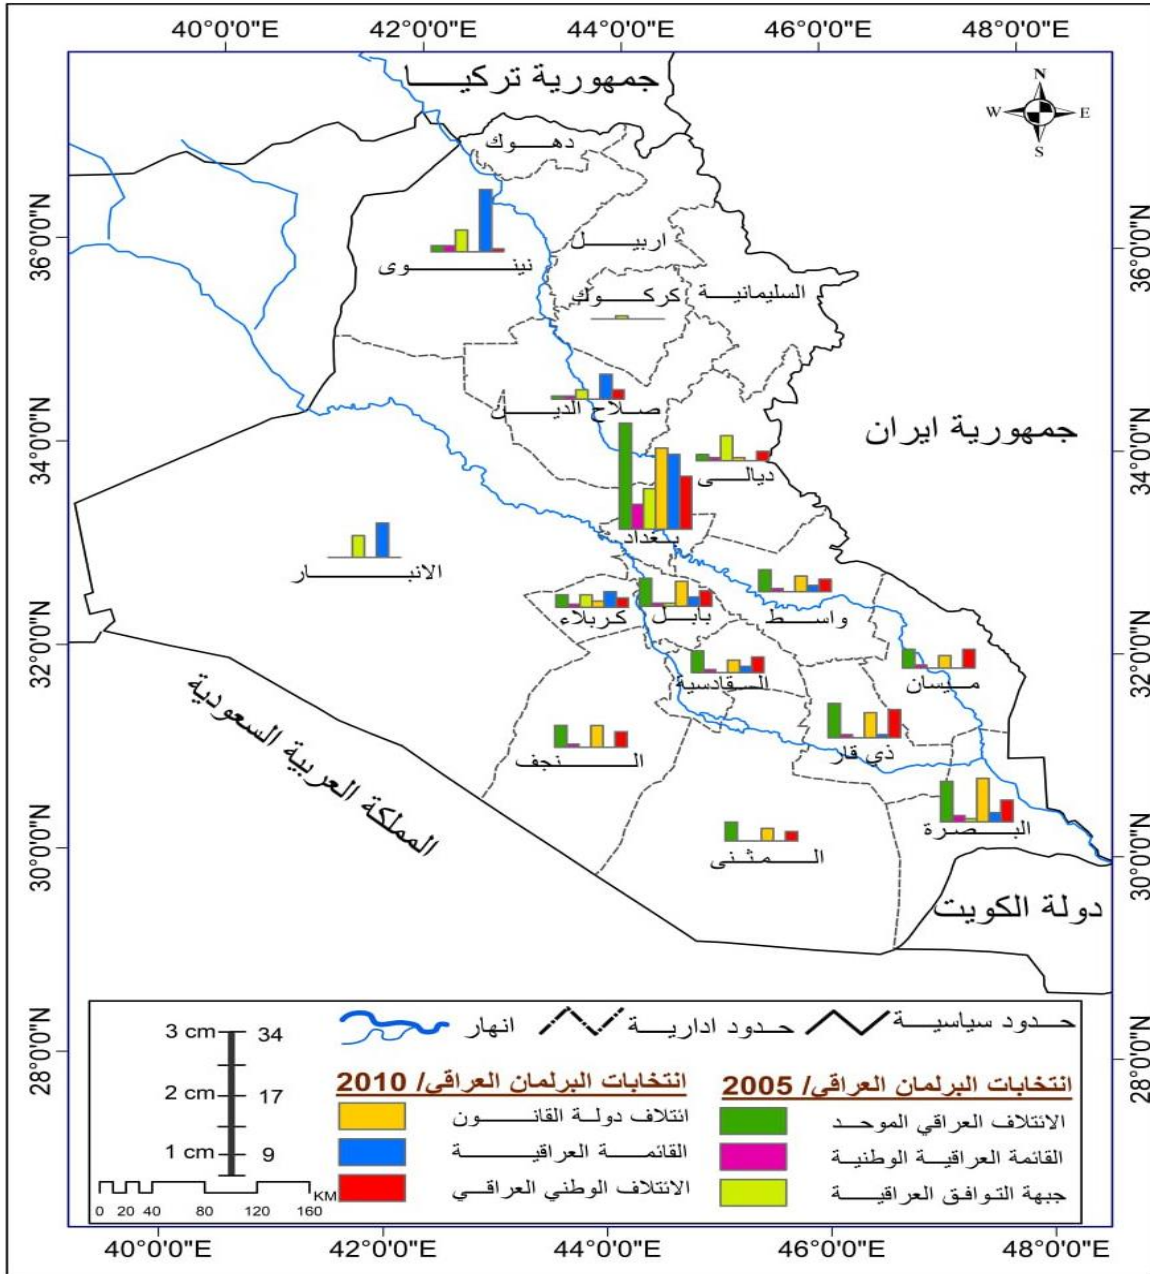 40°0'0"E 42°0'0"E 44°0'0"E 46°0'0"E 48°0'0"E
N
W E
S
جمهورية تركيا
دهوك
36°0'0"N
36°0'0"N
اربيل
نينوى
السليمانية
كركوك
صلاح الدين
جمهورية ايران
34°0'0"N
34°0'0"N
ديالى
بغداد
الانبار
كربلاء
بابل
واسط
32°0'0"N
32°0'0"N
القادسية
ميسان
المملكة العربية السعودية
النجف
ذي قار
البصرة
المثنى
30°0'0"N
30°0'0"N
دولة الكويت
28°0'0"N
28°0'0"N
حدود سياسية
حدود ادارية
انهار
3 cm 34
2 cm 17
1 cm 9
0 20 40 80 120 160 KM
انتخابات البرلمان العراقي/ 2005
الائتلاف العراقي الموحد
القائمة العراقية الوطنية
جبهة التوافق العراقية
انتخابات البرلمان العراقي/ 2010
ائتلاف دولة القانون
القائمة العراقية
الائتلاف الوطني العراقي
40°0'0"E 42°0'0"E 44°0'0"E 46°0'0"E 48°0'0"E